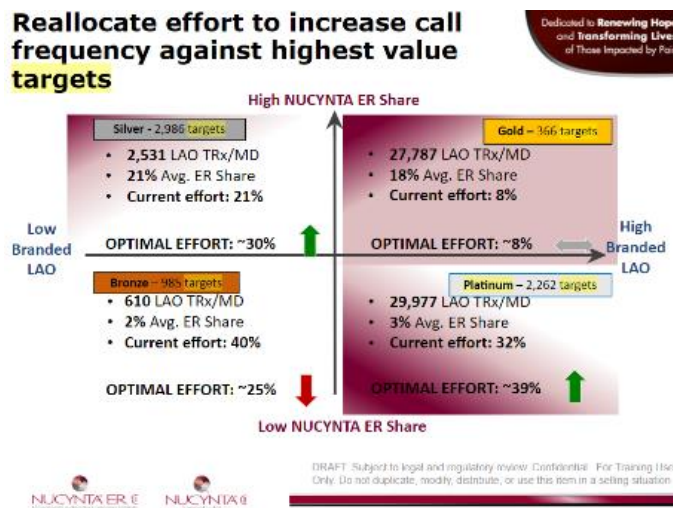 Reallocate effort to increase call
frequency against highest value
targets
Dedicated to Renewing Hope
and Transforming Lives
of Those Impacted by Pain
High NUCYNTA ER Share
Silver - 2,986 targets
• 2,531 LAO TRx/MD
• 21% Avg. ER Share
• Current effort: 21%
OPTIMAL EFFORT: ~30%
Gold – 366 targets
• 27,787 LAO TRx/MD
• 18% Avg. ER Share
• Current effort: 8%
OPTIMAL EFFORT: ~8%
Low
Branded
LAO
High
Branded
LAO
Bronze – 985 targets
• 610 LAO TRx/MD
• 2% Avg. ER Share
• Current effort: 40%
OPTIMAL EFFORT: ~25%
Platinum – 2,262 targets
• 29,977 LAO TRx/MD
• 3% Avg. ER Share
• Current effort: 32%
OPTIMAL EFFORT: ~39%
Low NUCYNTA ER Share
NUCYNTA ER
NUCYNTA
DRAFT Subject to legal and regulatory review. Confidential. For Training Use
Only. Do not duplicate, modify, distribute, or use this item in a selling situation